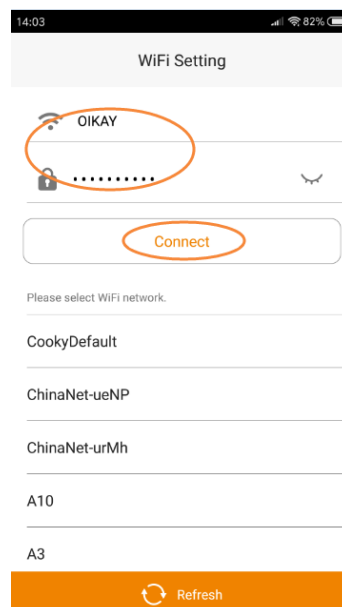 14:03 82%
WiFi Setting
OIKAY
••••••••••
Connect
Please select WiFi network.
CookyDefault
ChinaNet-ueNP
ChinaNet-urMh
A10
A3
Refresh